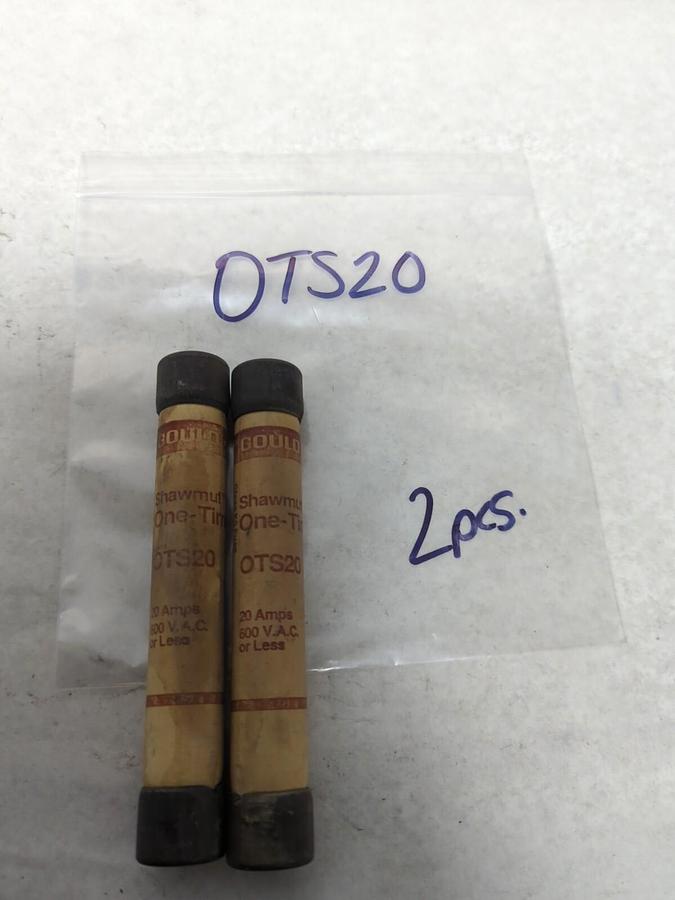 OTS20
2pcs.
GOULD
Shawmut
One-Tim
OTS20
20 Amps
600 V.A.C.
or Less
GOULD
Shawmut
One-Ti
OTS20
20 Amps
600 V.A.C.
or Less